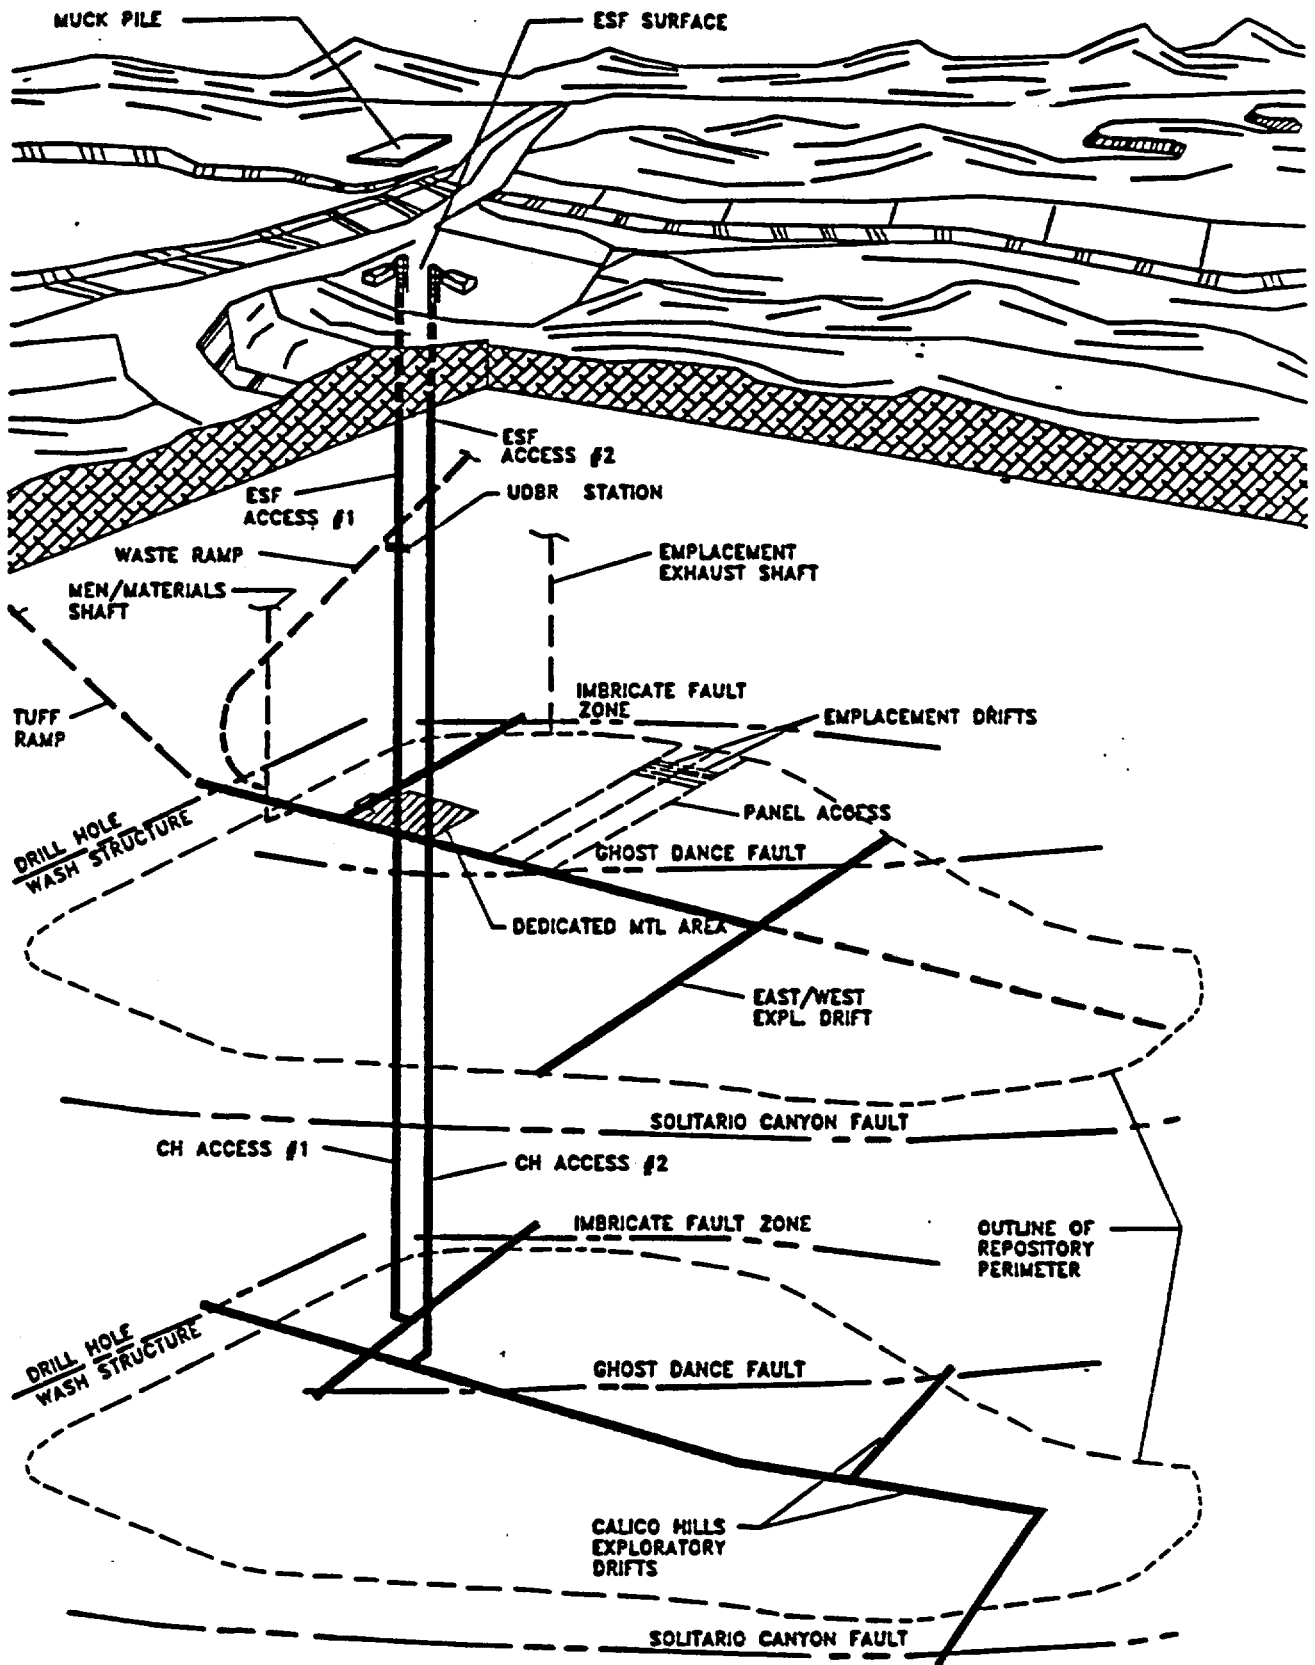 MUCK PILE
ESF SURFACE
ESF
ACCESS #2
ESF
ACCESS #1
UDBR STATION
WASTE RAMP
EMPLACEMENT
EXHAUST SHAFT
MEN/MATERIALS
SHAFT
TUFF
RAMP
IMBRICATE FAULT
ZONE
EMPLACEMENT DRIFTS
PANEL ACCESS
DRILL HOLE
WASH STRUCTURE
GHOST DANCE FAULT
DEDICATED MTL AREA
EAST/WEST
EXPL. DRIFT
SOLITARIO CANYON FAULT
CH ACCESS #1
CH ACCESS #2
IMBRICATE FAULT ZONE
OUTLINE OF
REPOSITORY
PERIMETER
DRILL HOLE
WASH STRUCTURE
GHOST DANCE FAULT
CALICO HILLS
EXPLORATORY
DRIFTS
SOLITARIO CANYON FAULT